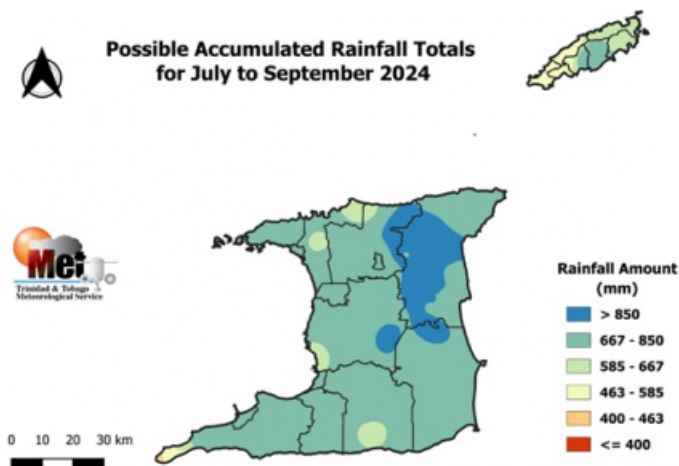 Possible Accumulated Rainfall Totals
for July to September 2024
Met
Trinidad & Tobago
Meteorological Service
Rainfall Amount
(mm)
> 850
667 - 850
585 - 667
463 - 585
400 - 463
<= 400
0 10 20 30 km